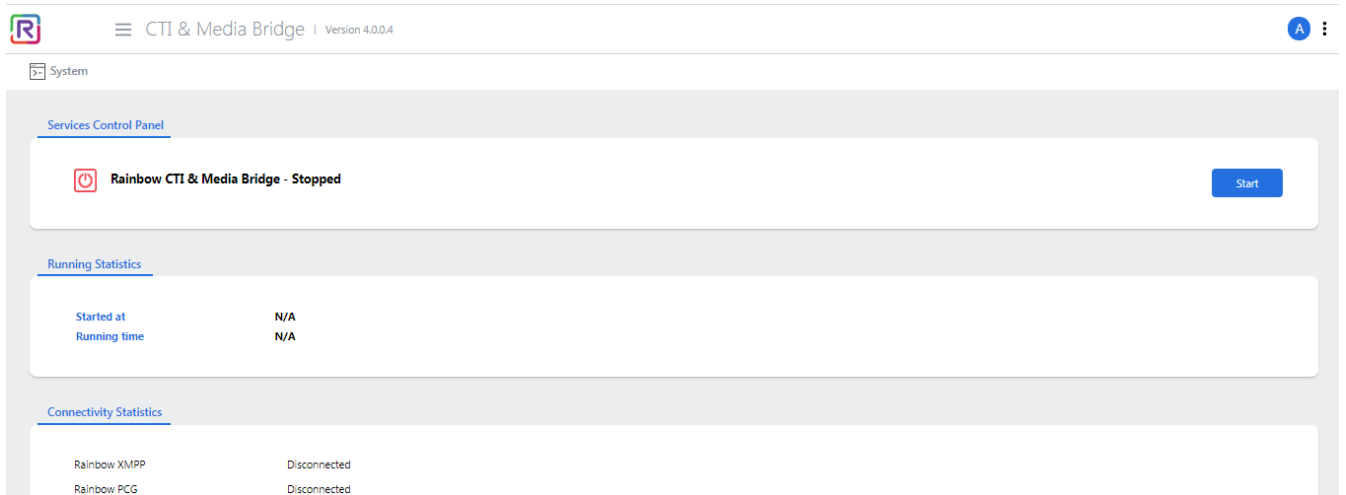 R CTI & Media Bridge | Version 4.0.0.4 A
System
Services Control Panel
Rainbow CTI & Media Bridge - Stopped Start
Running Statistics
Started at N/A
Running time N/A
Connectivity Statistics
Rainbow XMPP Disconnected
Rainbow PCG Disconnected